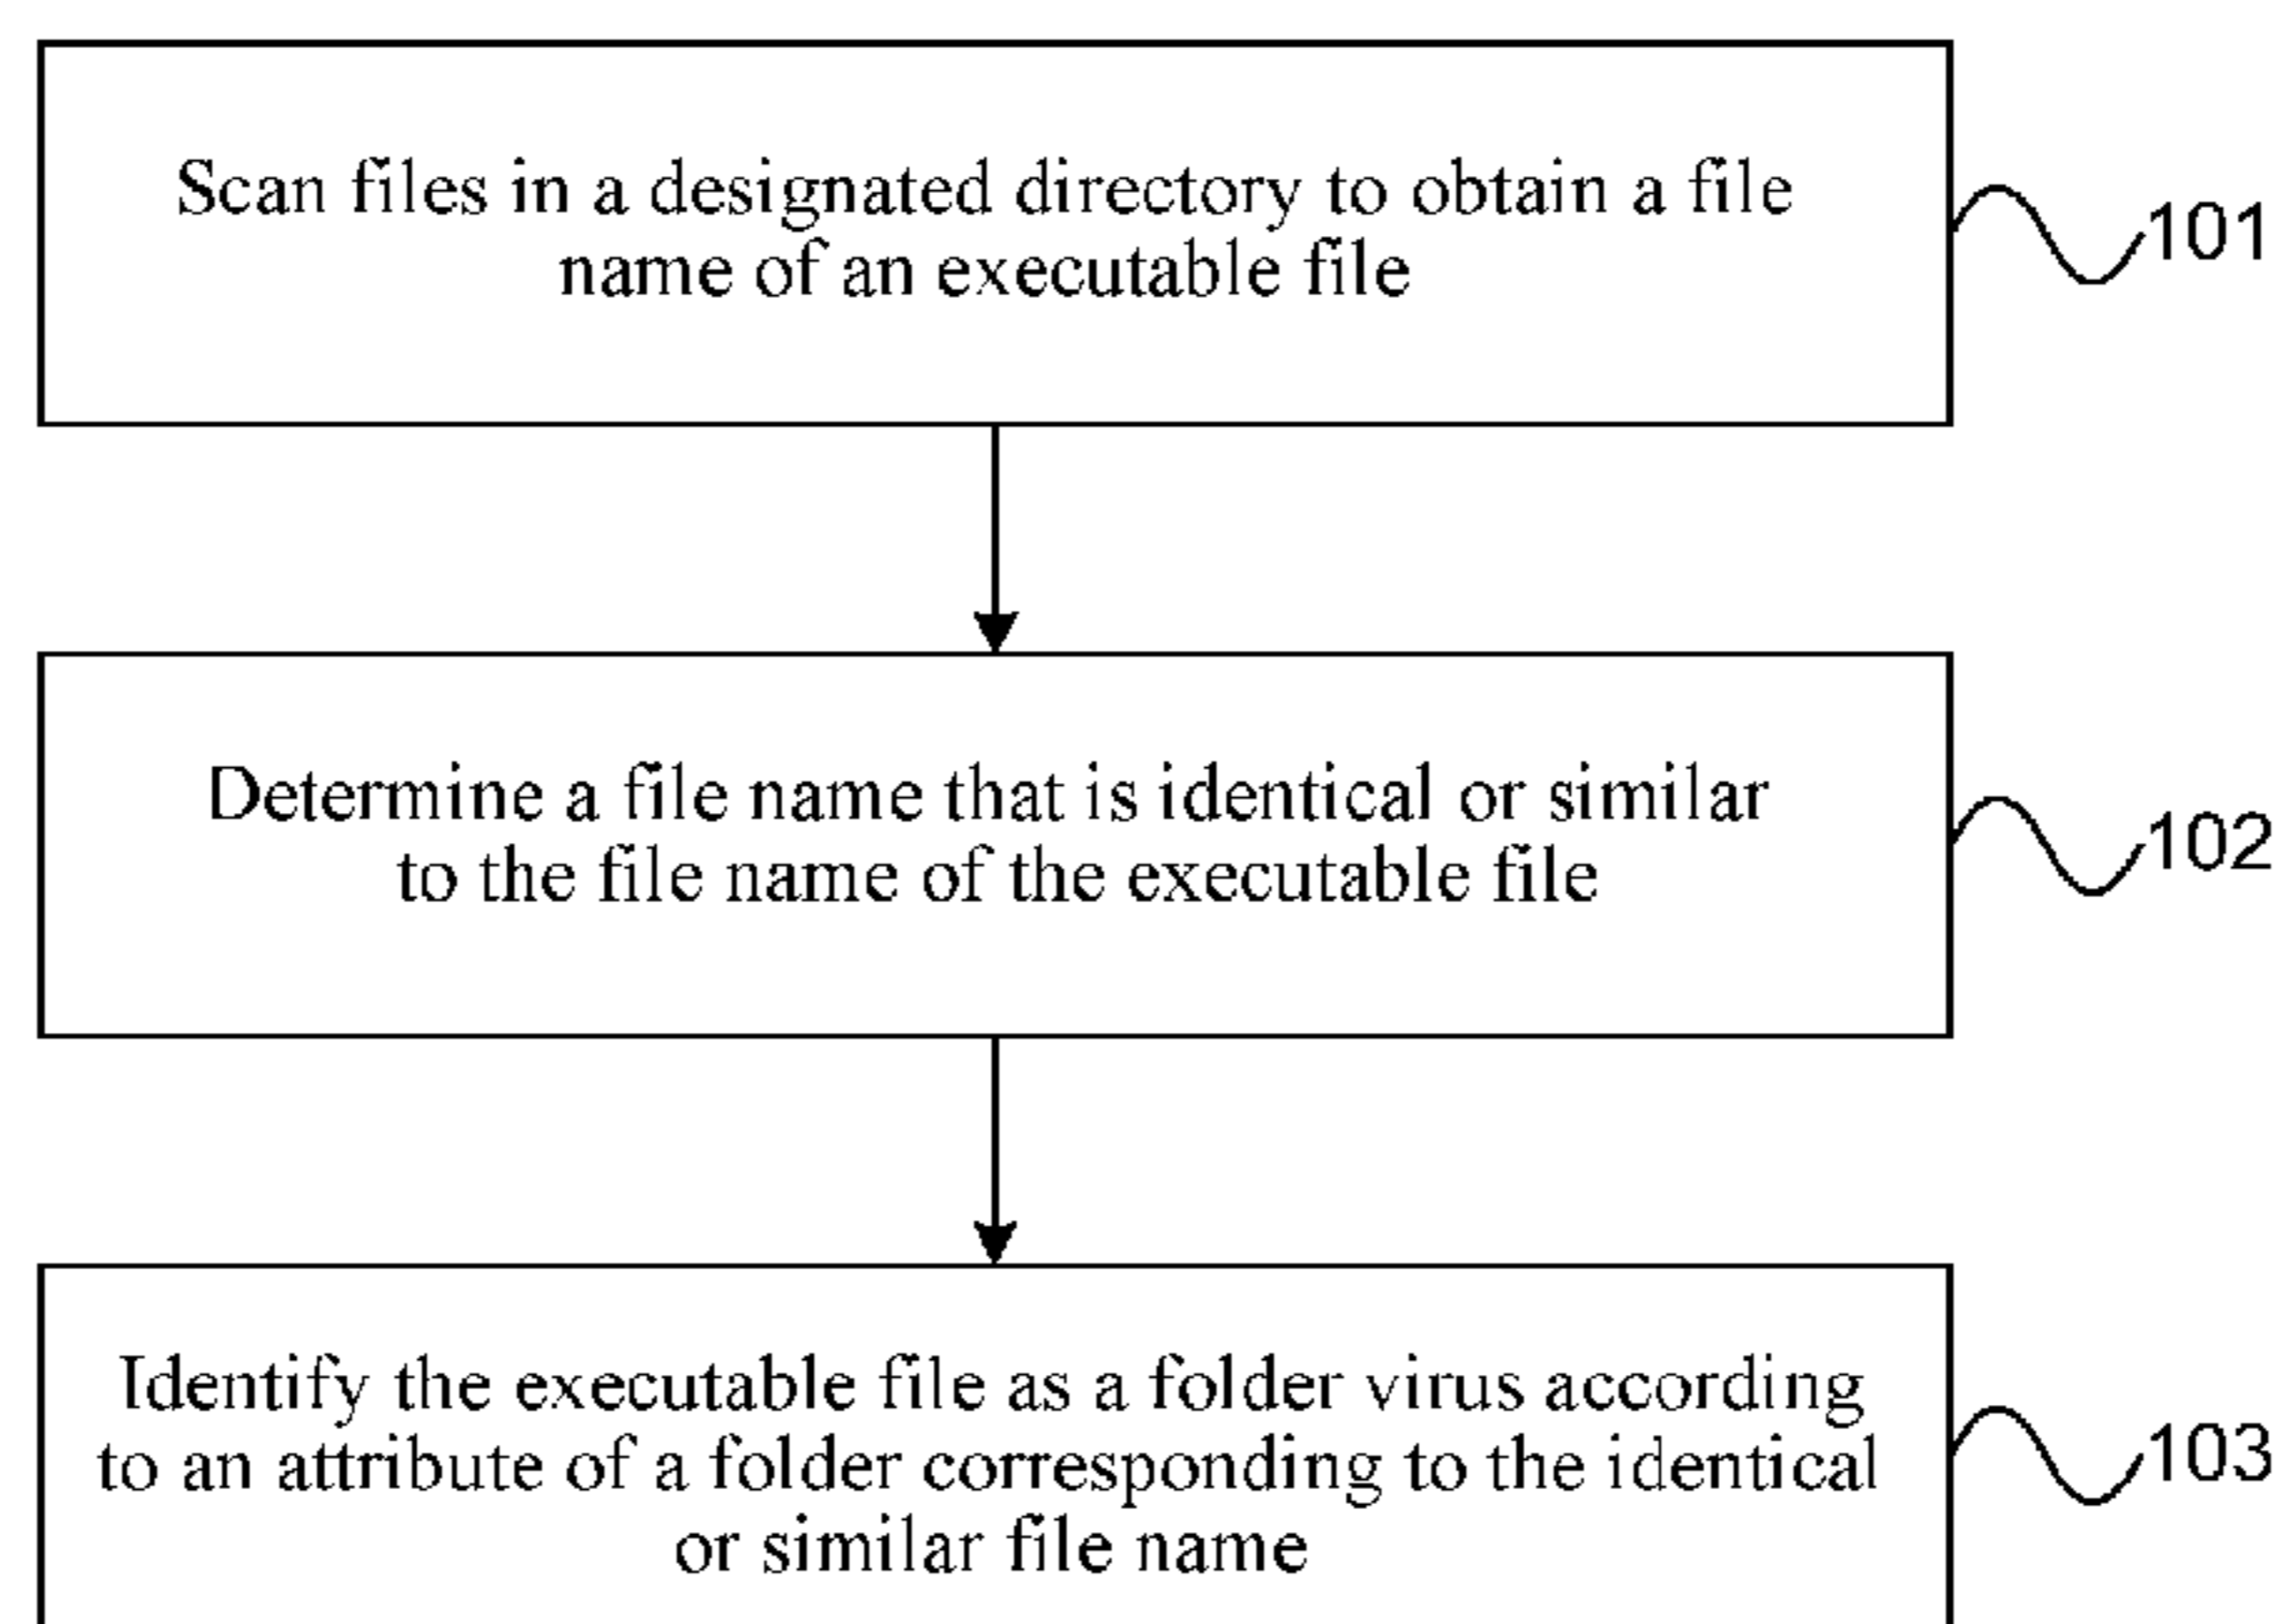 Scan files in a designated directory to obtain a file
name of an executable file
101
Determine a file name that is identical or similar
to the file name of the executable file
102
Identify the executable file as a folder virus according
to an attribute of a folder corresponding to the identical
or similar file name
103